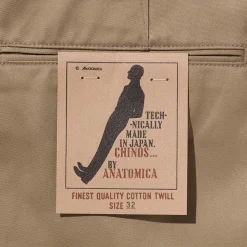 TECH-
-NICALLY
MADE
IN JAPAN.
CHINOS...
BY
ANATOMICA
FINEST QUALITY COTTON TWILL
SIZE 32